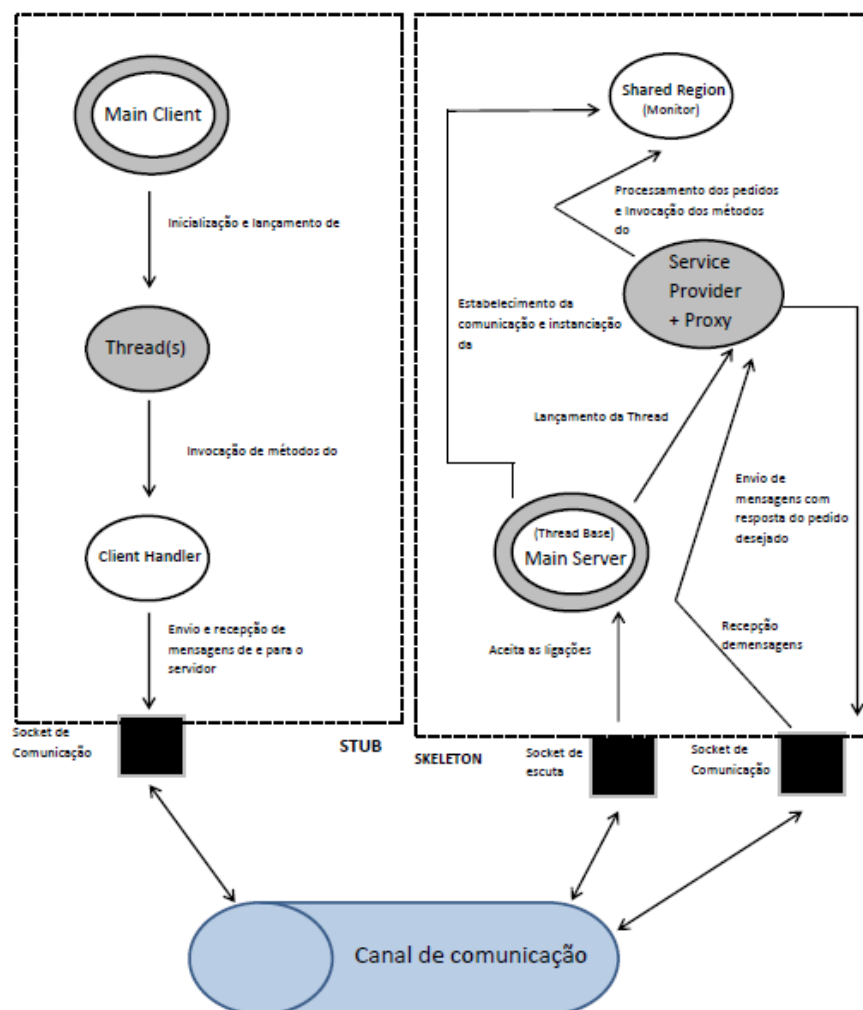 Main Client
Inicialização e lançamento de
Thread(s)
Invocação de métodos do
Client Handler
Envio e recepção de
mensagens de e para o
servidor
Socket de
Comunicação
STUB
Shared Region
(Monitor)
Processamento dos pedidos
e Invocação dos métodos
do
Service
Provider
+ Proxy
Estabelecimento da
comunicação e instanciação
da
Lançamento da Thread
(Thread Base)
Main Server
Envio de
mensagens com
resposta do pedido
desejado
Aceita as ligações
Recepção
demensagens
SKELETON
Socket de
escuta
Socket de
Comunicação
Canal de comunicação